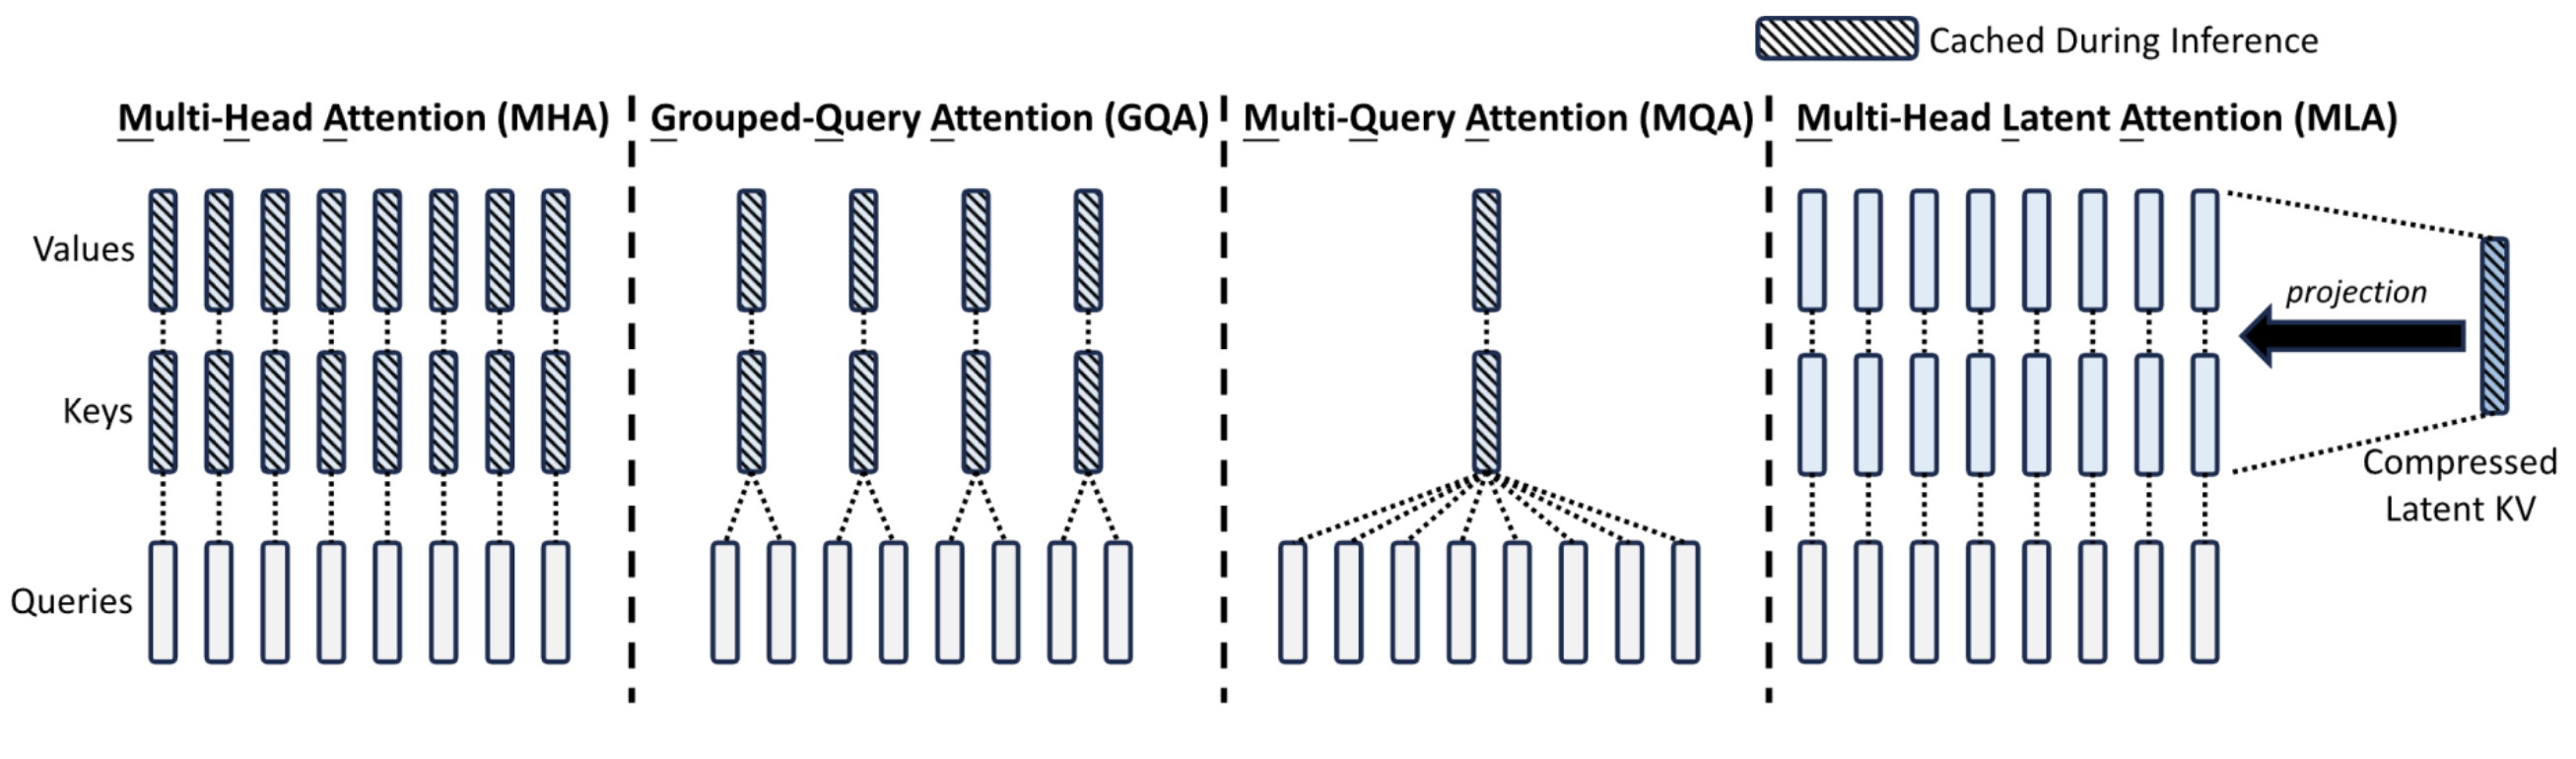 Cached During Inference
Multi-Head Attention (MHA)
Grouped-Query Attention (GQA)
Multi-Query Attention (MQA)
Multi-Head Latent Attention (MLA)
Values
Keys
Queries
projection
Compressed
Latent KV